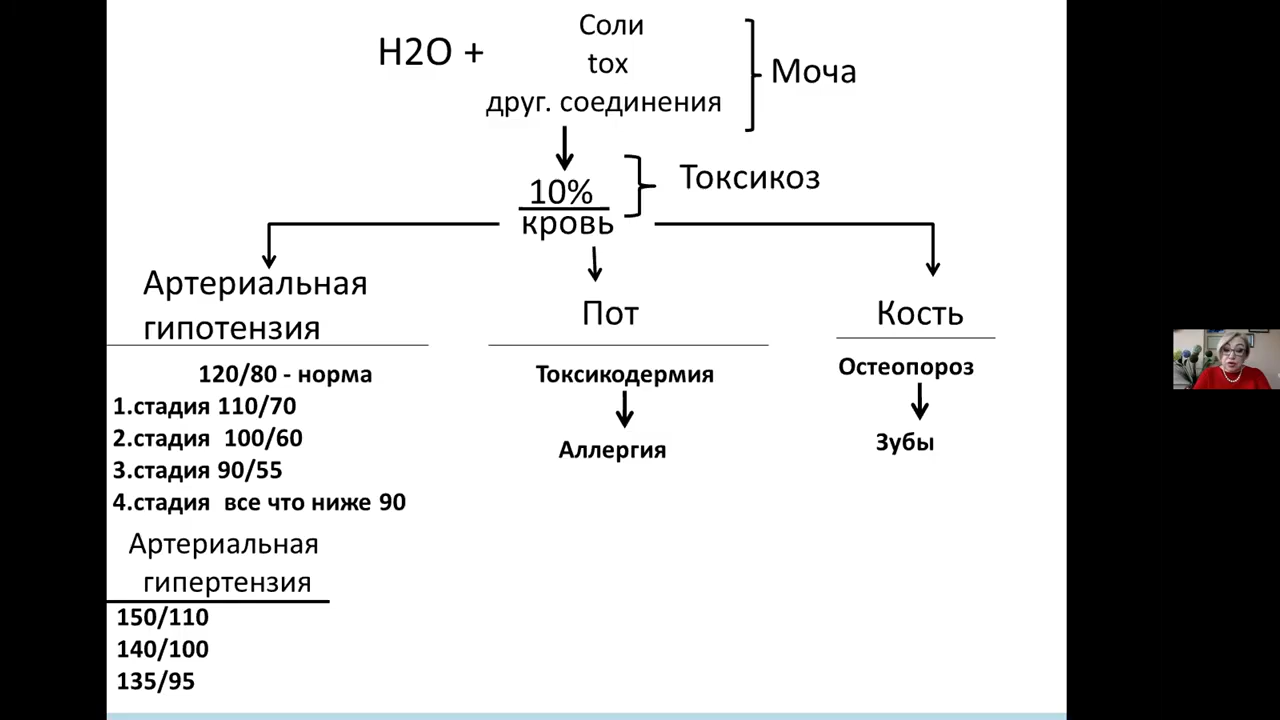 Соли
H2O +
tox
Моча
друг. соединения
10%
Токсикоз
кровь
Артериальная
гипотензия
120/80 - норма
1.стадия 110/70
2.стадия 100/60
3.стадия 90/55
4.стадия все что ниже 90
Артериальная
гипертензия
150/110
140/100
135/95
Пот
Токсикодермия
Аллергия
Кость
Остеопороз
Зубы